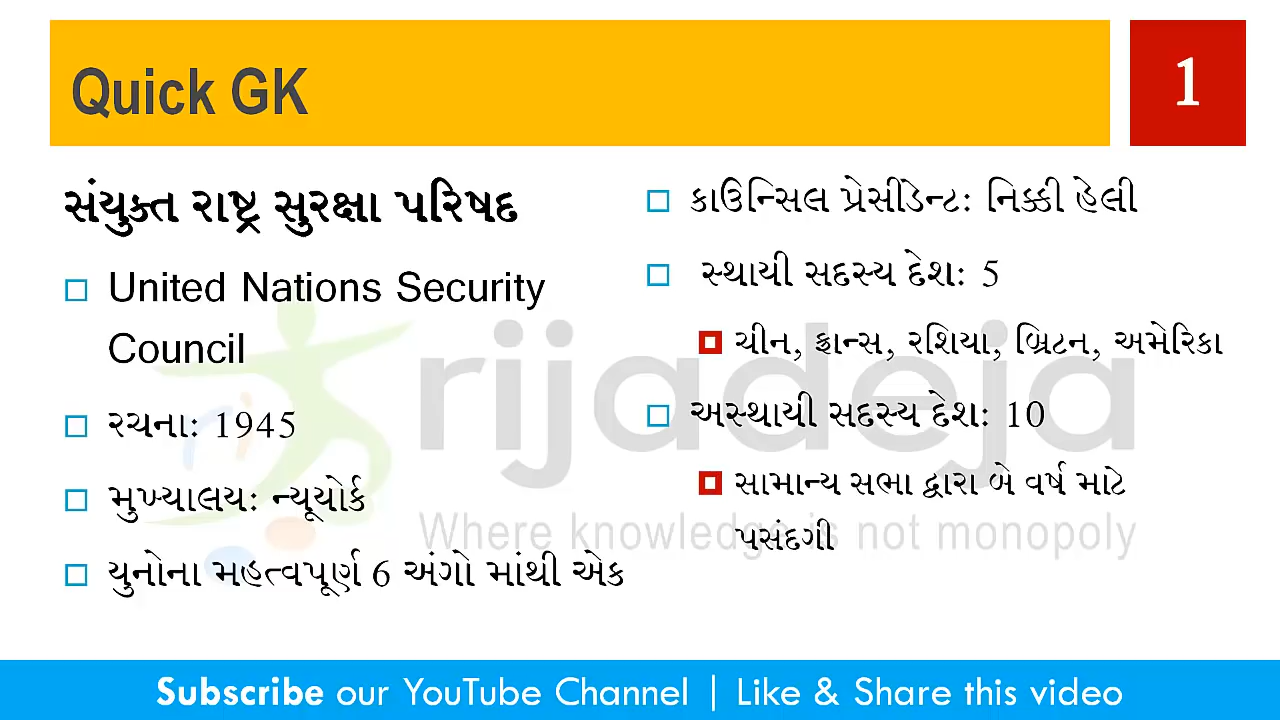 Quick GK
1
સંયુક્ત રાષ્ટ્ર સુરક્ષા પરિષદ
United Nations Security
Council
રચનાઃ 1945
મુખ્યાલયઃ ન્યૂયોર્ક
યુનોના મહત્વપૂર્ણ 6 અંગો માંથી એક
કાઉન્સિલ પ્રેસીડેન્ટઃ નિક્કી હેલી
સ્થાયી સદસ્ય દેશઃ 5
ચીન, ફ્રાન્સ, રશિયા, બ્રિટન, અમેરિકા
અસ્થાયી સદસ્ય દેશઃ 10
સામાન્ય સભા દ્વારા બે વર્ષ માટે
પસંદગી
rijadeja
Where knowledge is not monopoly
Subscribe our YouTube Channel | Like & Share this video